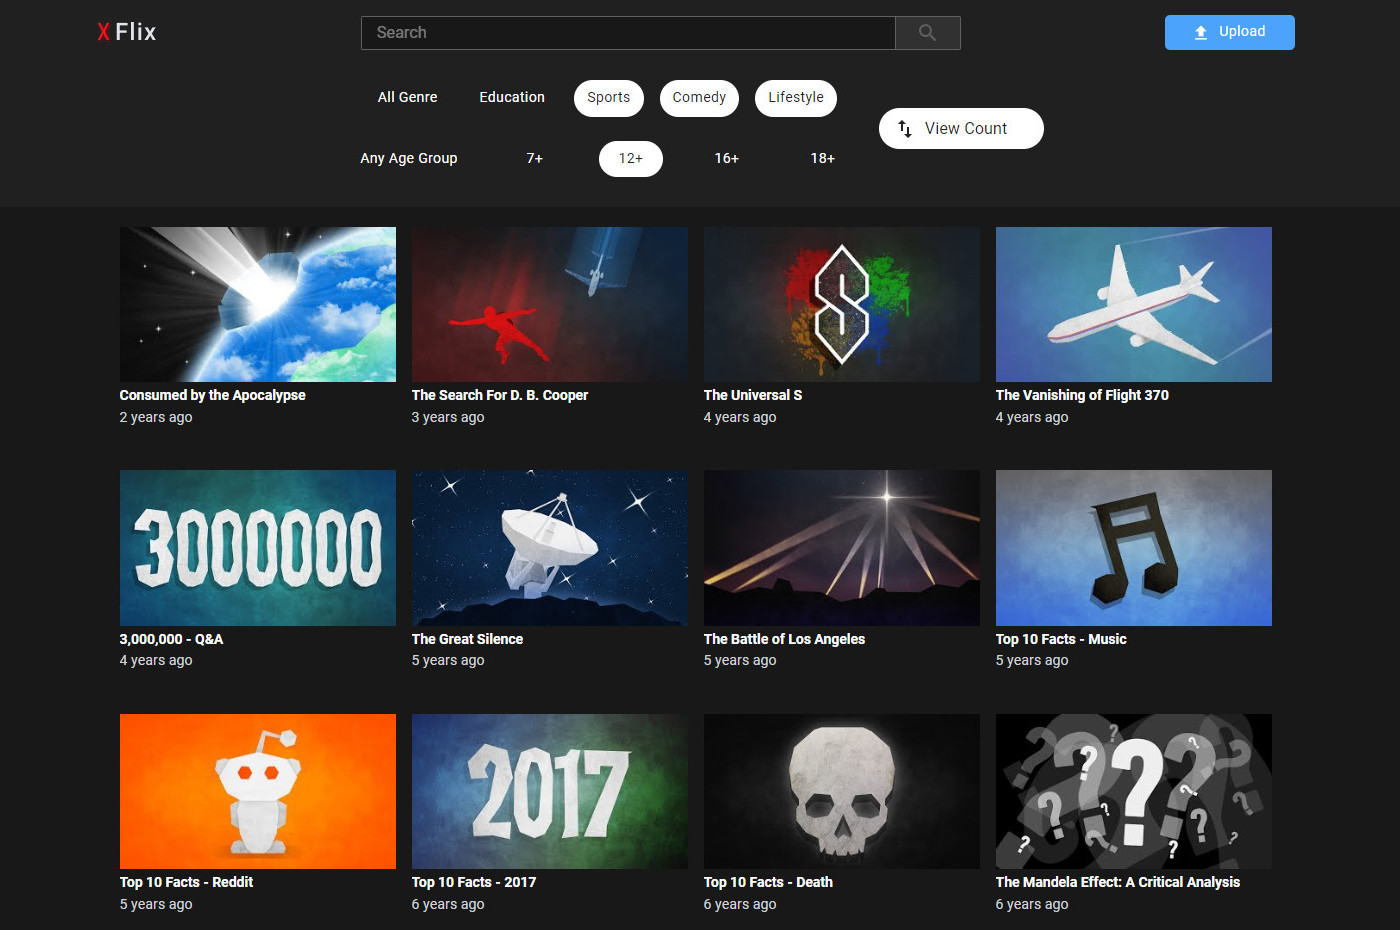 X Flix
Search
Upload
All Genre Education Sports Comedy Lifestyle
View Count
Any Age Group 7+ 12+ 16+ 18+
S
Consumed by the Apocalypse The Search For D. B. Cooper The Universal S The Vanishing of Flight 370
2 years ago 3 years ago 4 years ago 4 years ago
3000000
3,000,000 - Q&A The Great Silence The Battle of Los Angeles Top 10 Facts - Music
4 years ago 5 years ago 5 years ago 5 years ago
2017
? ? ? ? ? ? ? ? ? ? ? ? ? ? ?
Top 10 Facts - Reddit Top 10 Facts - 2017 Top 10 Facts - Death The Mandela Effect: A Critical Analysis
5 years ago 6 years ago 6 years ago 6 years ago